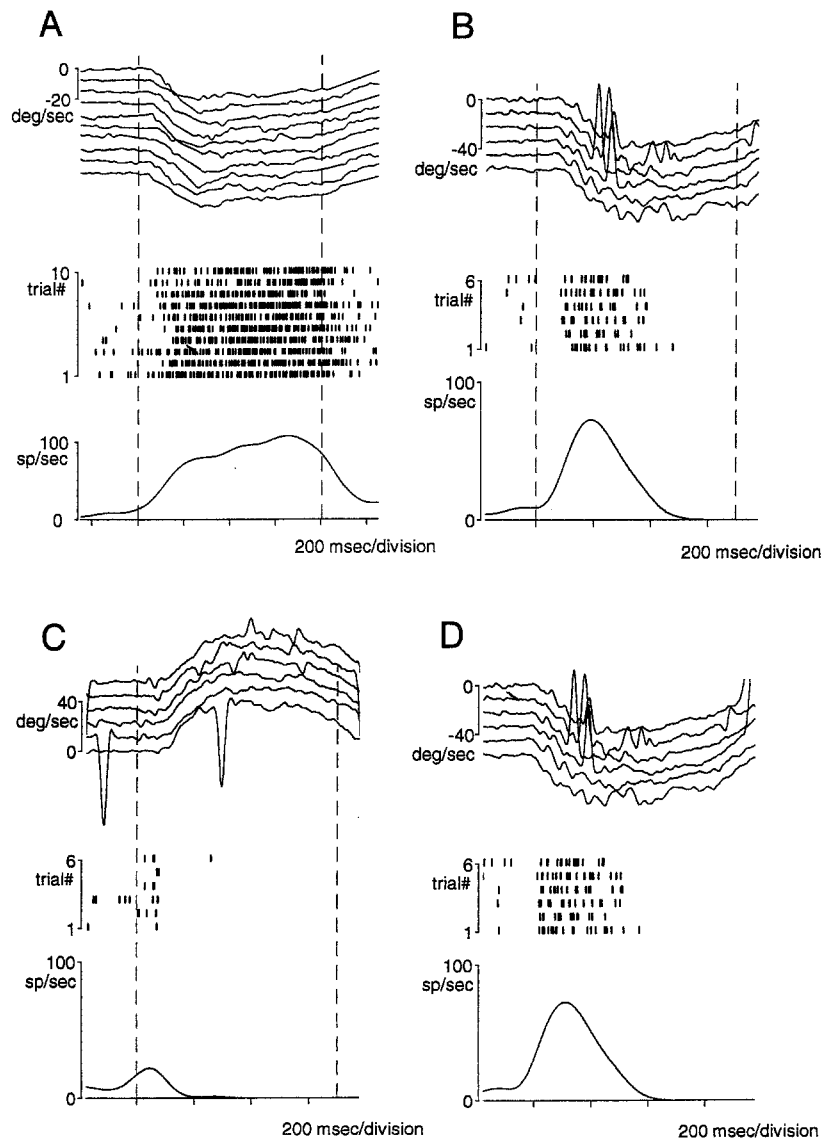 A
0
-20
deg/sec
10
trial#
1
100
sp/sec
0
200 msec/division
B
0
-40
deg/sec
6
trial#
1
100
sp/sec
0
200 msec/division
C
40
deg/sec
0
6
trial#
1
100
sp/sec
0
200 msec/division
D
0
-40
deg/sec
6
trial#
1
100
sp/sec
0
200 msec/division